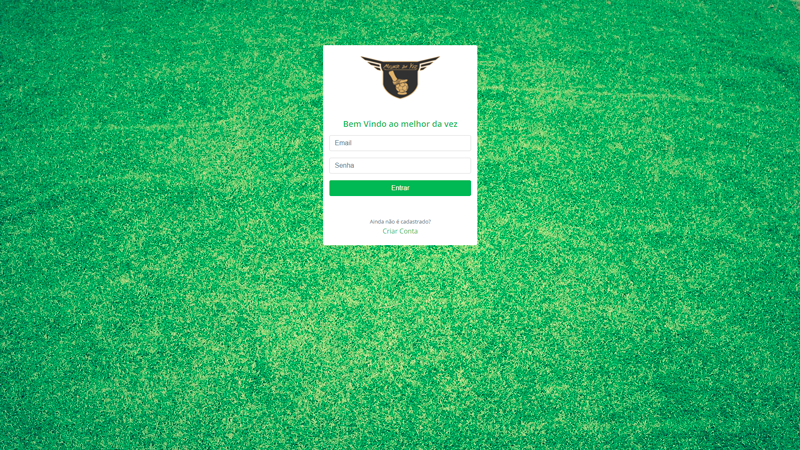 Melhor da Vez
Bem Vindo ao melhor da vez
Email
Senha
Entrar
Ainda não é cadastrado?
Criar Conta